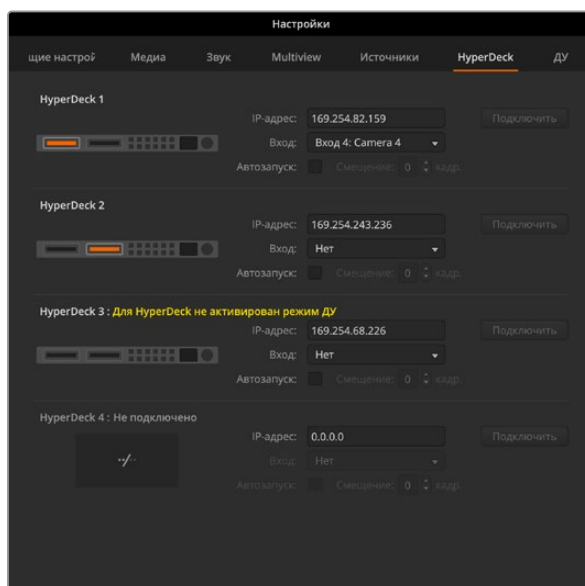 Настройки
щие настрой Медиа Звук Multiview Источники HyperDeck ДУ
HyperDeck 1
IP-адрес: 169.254.82.159 Подключить
Вход: Вход 4: Camera 4
Автозапуск: Смещение: 0 кадр.
HyperDeck 2
IP-адрес: 169.254.243.236 Подключить
Вход: Нет
Автозапуск: Смещение: 0 кадр.
HyperDeck 3 : Для HyperDeck не активирован режим ДУ
IP-адрес: 169.254.68.226 Подключить
Вход: Нет
Автозапуск: Смещение: 0 кадр.
HyperDeck 4 : Не подключено
IP-адрес: 0.0.0.0 Подключить
--/-- Вход: Нет
Автозапуск: Смещение: 0 кадр.